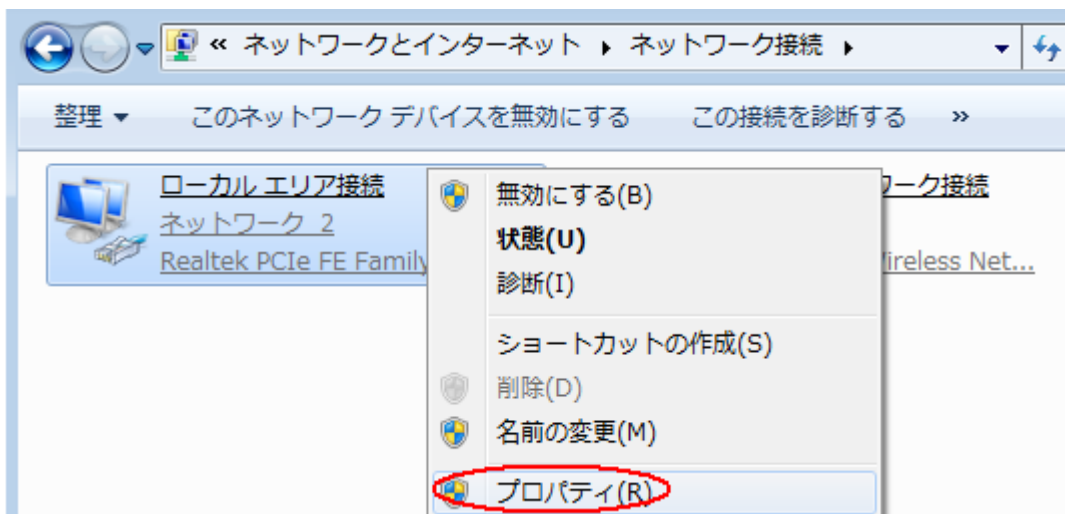 « ネットワークとインターネット ▸ ネットワーク接続 ▸
整理 ▼ このネットワーク デバイスを無効にする この接続を診断する »
ローカル エリア接続
ネットワーク 2
Realtek PCIe FE Family
ワーク接続
ireless Net...
無効にする(B)
状態(U)
診断(I)
ショートカットの作成(S)
削除(D)
名前の変更(M)
プロパティ(R)